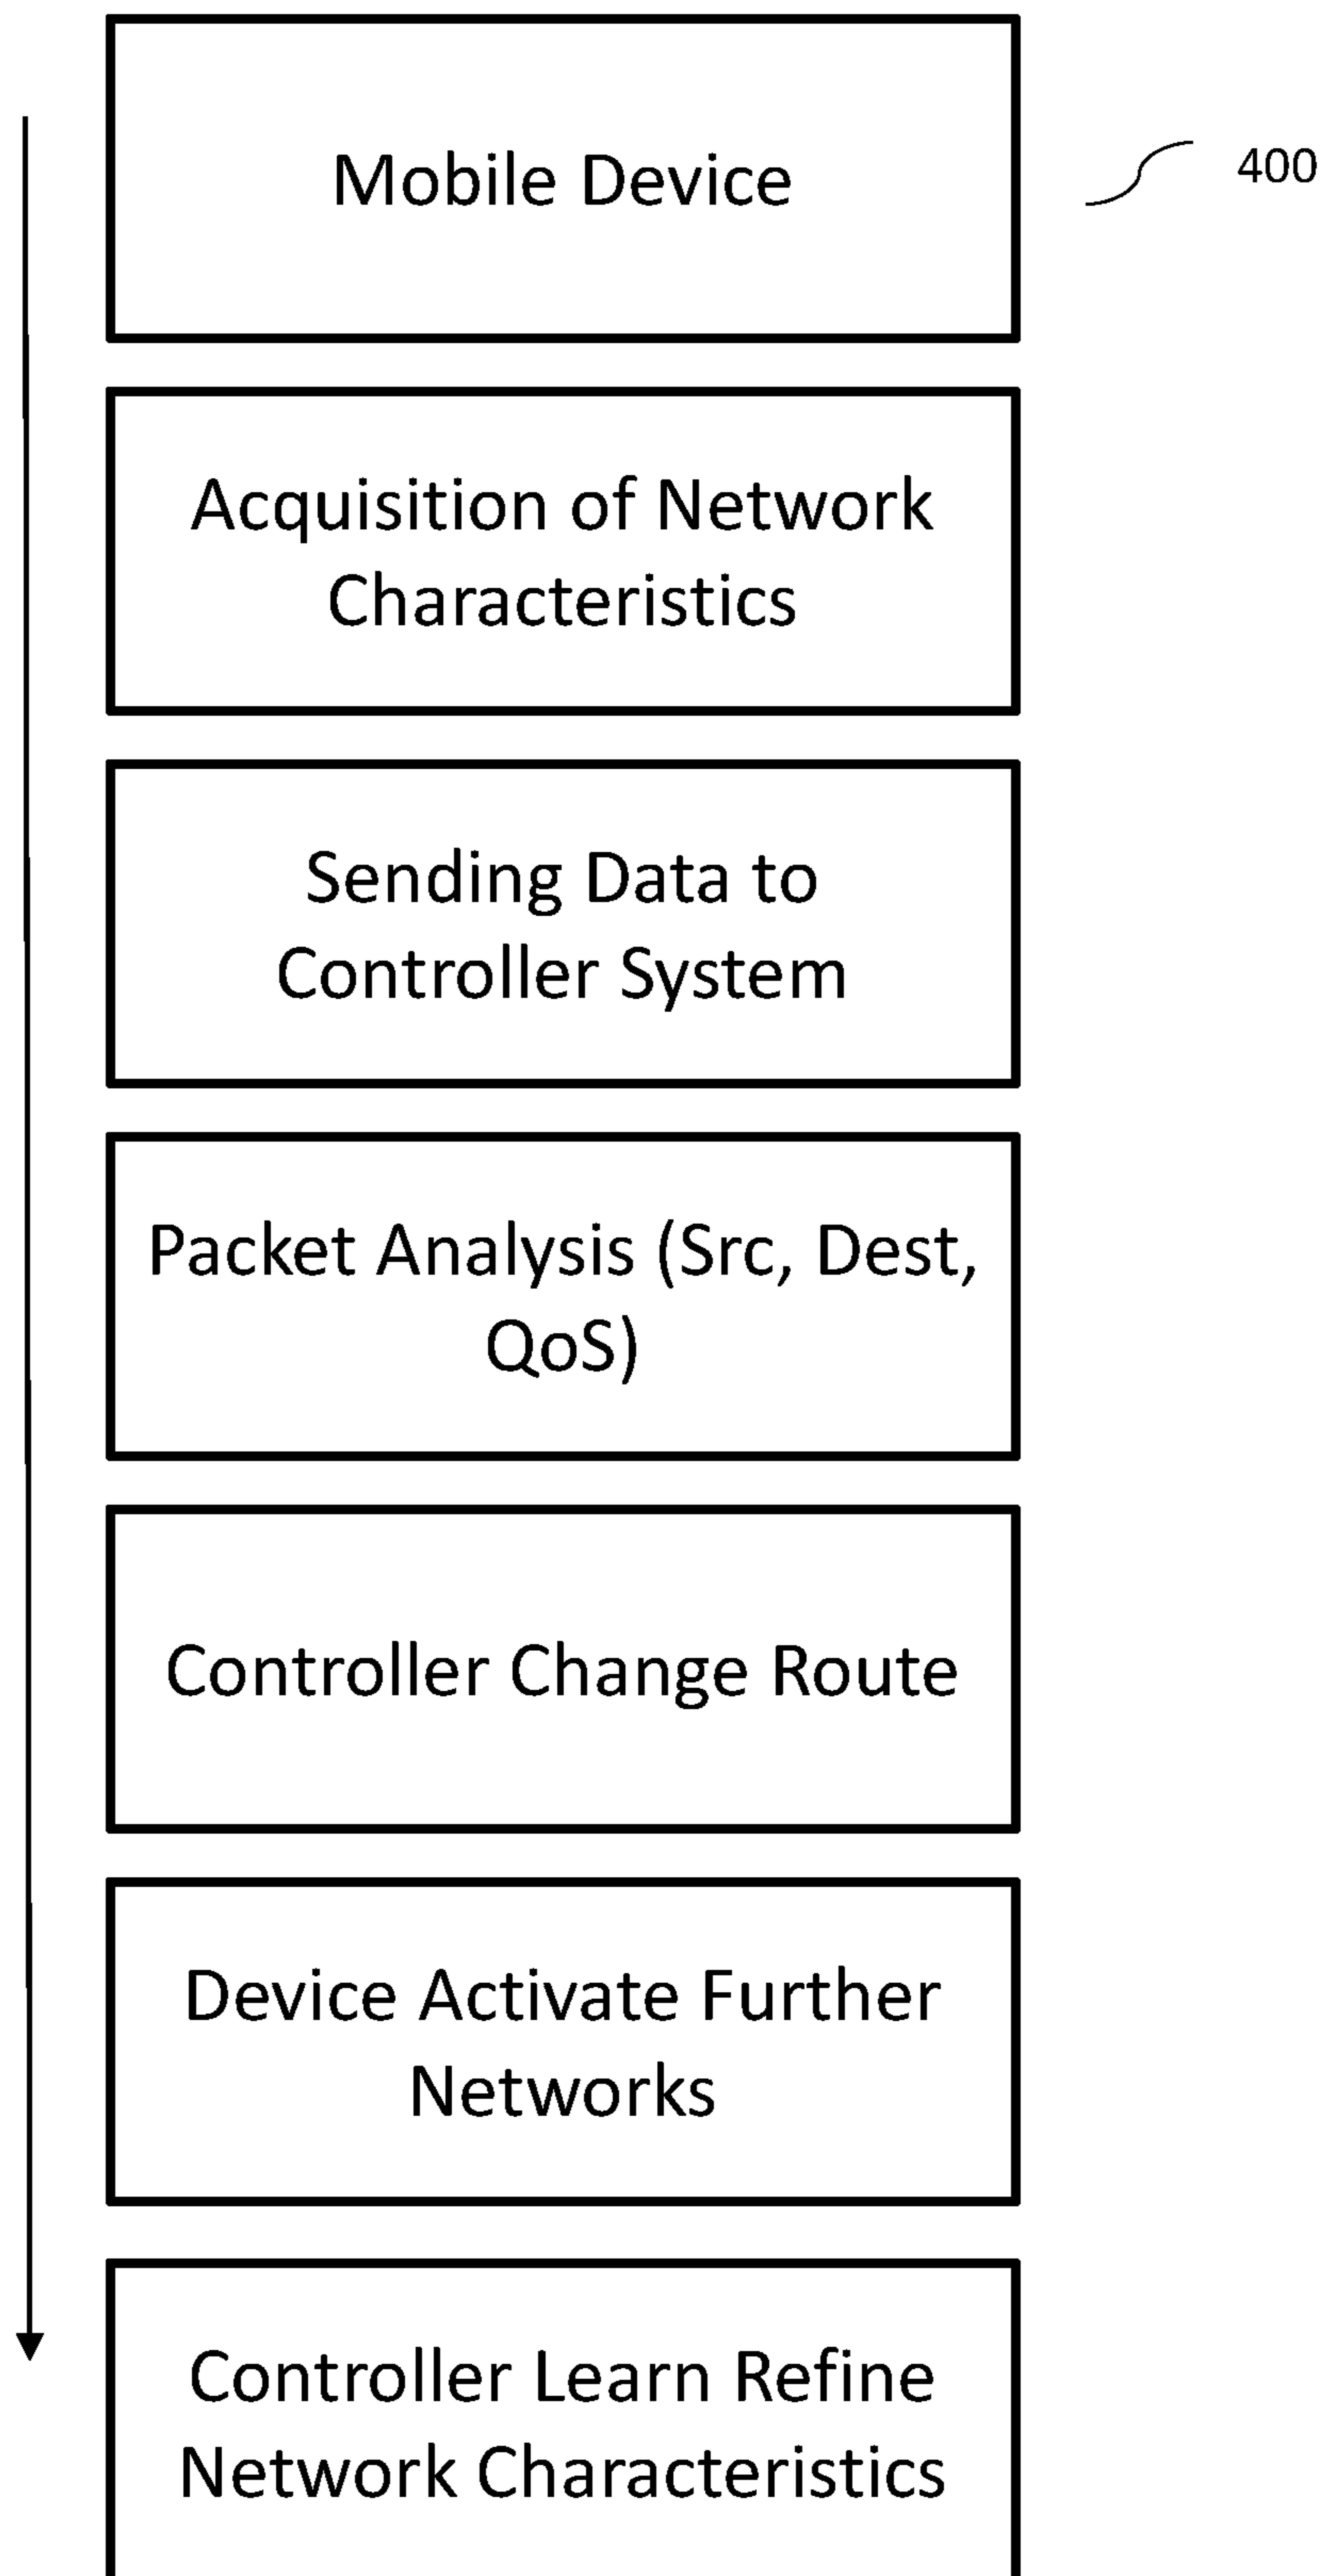 Mobile Device
400
Acquisition of Network
Characteristics
Sending Data to
Controller System
Packet Analysis (Src, Dest,
QoS)
Controller Change Route
Device Activate Further
Networks
Controller Learn Refine
Network Characteristics